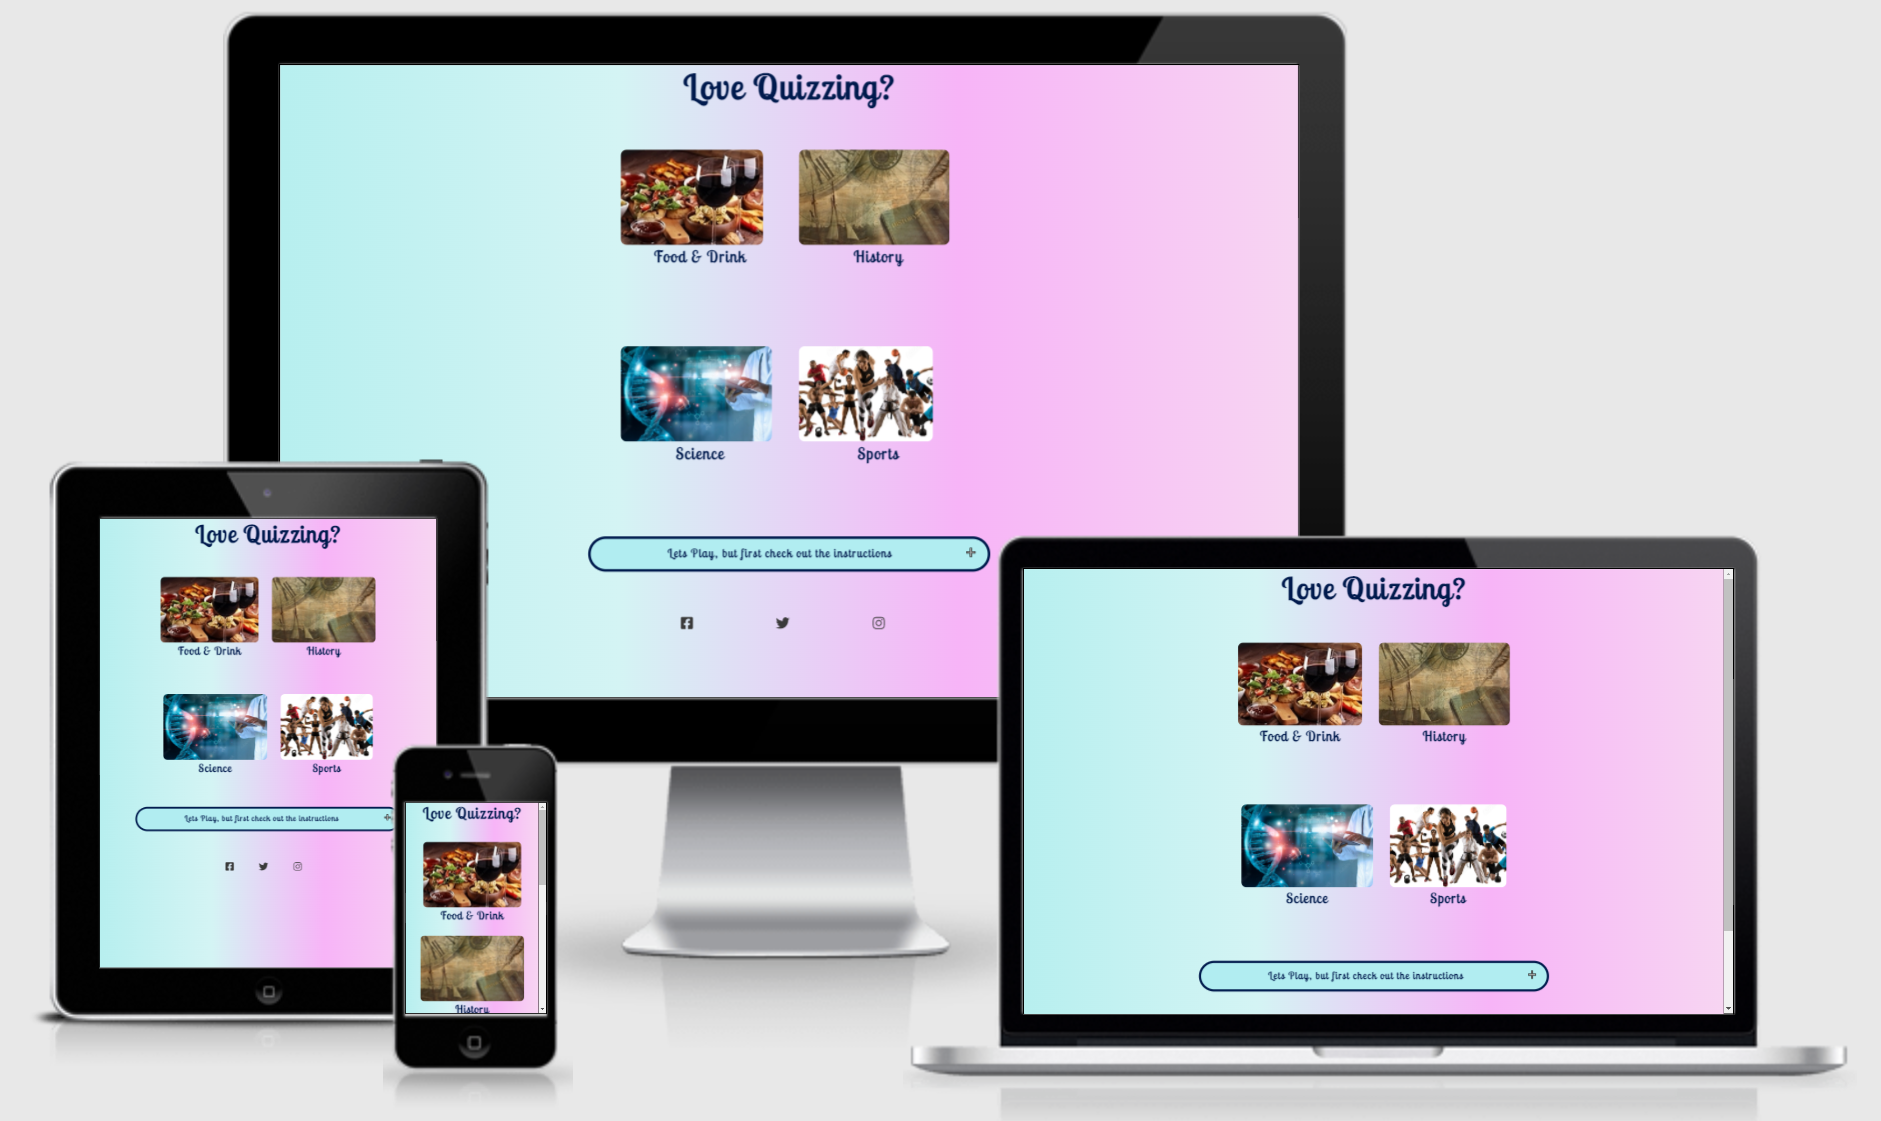 Love Quizzing?
Food & Drink
History
Science
Sports
Lets Play, but first check out the instructions
Love Quizzing?
Food & Drink
History
Science
Sports
Lets Play, but first check out the instructions
Love Quizzing?
Food & Drink
History
Love Quizzing?
Food & Drink
History
Science
Sports
Lets Play, but first check out the instructions